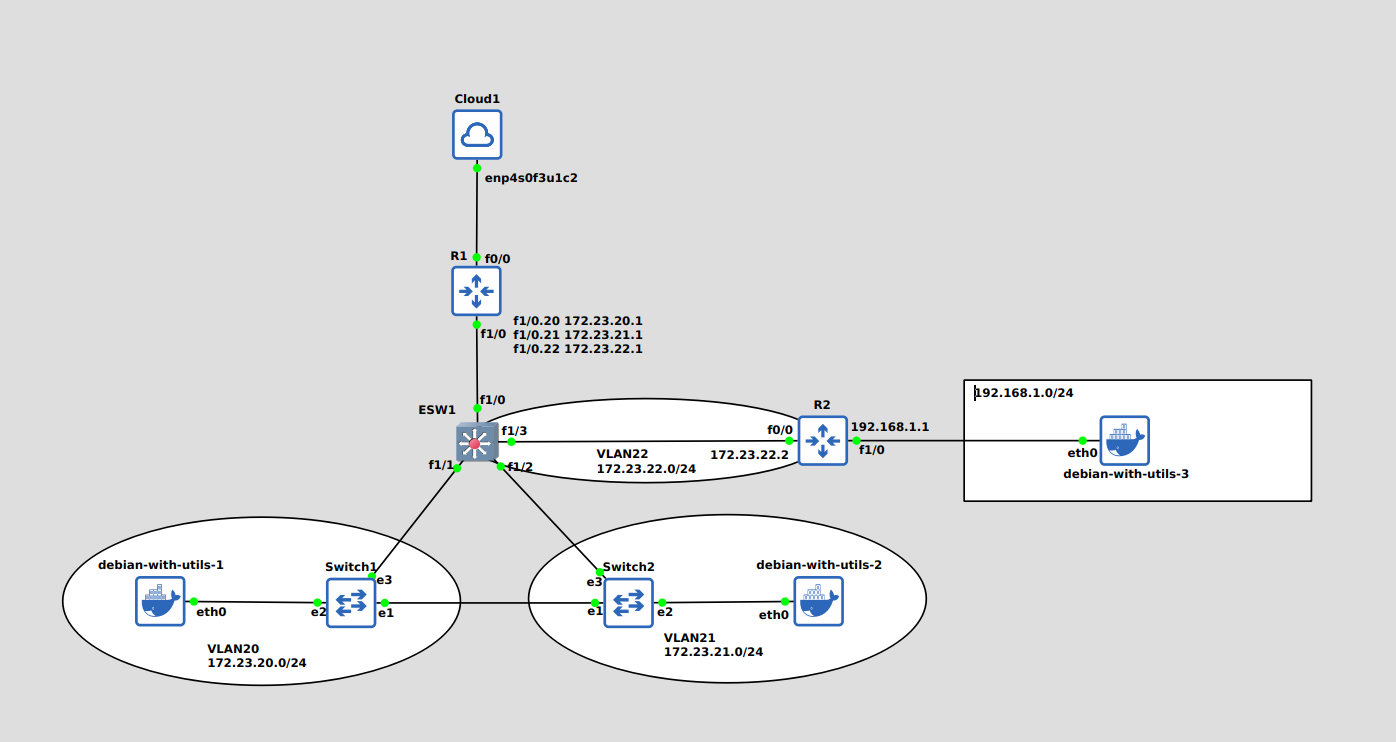 Cloud1
enp4s0f3u1c2
R1
f0/0
f1/0
f1/0.20 172.23.20.1
f1/0.21 172.23.21.1
f1/0.22 172.23.22.1
ESW1
f1/0
f1/3
f1/1
f1/2
VLAN22
172.23.22.0/24
f0/0
172.23.22.2
R2
192.168.1.1
f1/0
192.168.1.0/24
eth0
debian-with-utils-3
debian-with-utils-1
eth0
Switch1
e3
e2
e1
VLAN20
172.23.20.0/24
Switch2
e3
e1
e2
debian-with-utils-2
eth0
VLAN21
172.23.21.0/24